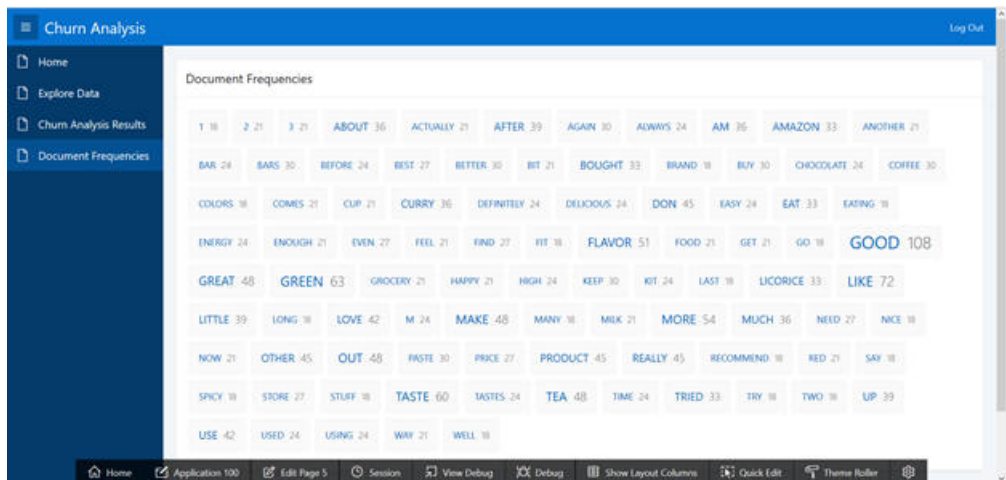 Churn Analysis Log Out
Home
Explore Data
Churn Analysis Results
Document Frequencies
Document Frequencies
1 18 2 21 3 21 ABOUT 36 ACTUALLY 21 AFTER 39 AGAIN 30 ALWAYS 24 AM 36 AMAZON 33 ANOTHER 21
BAR 24 BARS 30 BEFORE 24 BEST 27 BETTER 30 BIT 21 BOUGHT 33 BRAND 18 BUY 30 CHOCOLATE 24 COFFEE 30
COLORS 18 COMES 21 CUP 21 CURRY 36 DEFINITELY 24 DELICIOUS 24 DON 45 EASY 24 EAT 33 EATING 18
ENERGY 24 ENOUGH 21 EVEN 27 FEEL 21 FIND 27 FIT 18 FLAVOR 51 FOOD 21 GET 21 GO 18 GOOD 108
GREAT 48 GREEN 63 GROCERY 21 HAPPY 21 HIGH 24 KEEP 30 KIT 24 LAST 18 LICORICE 33 LIKE 72
LITTLE 39 LONG 18 LOVE 42 M 24 MAKE 48 MANY 18 MILK 21 MORE 54 MUCH 36 NEED 27 NICE 18
NOW 21 OTHER 45 OUT 48 PASTE 30 PRICE 27 PRODUCT 45 REALLY 45 RECOMMEND 18 RED 21 SAY 18
SPICY 18 STORE 27 STUFF 18 TASTE 60 TASTES 24 TEA 48 TIME 24 TRIED 33 TRY 18 TWO 18 UP 39
USE 42 USED 24 USING 24 WAY 21 WELL 18
Home Application 100 Edit Page 5 Session View Debug Debug Show Layout Columns Quick Edit Theme Roller